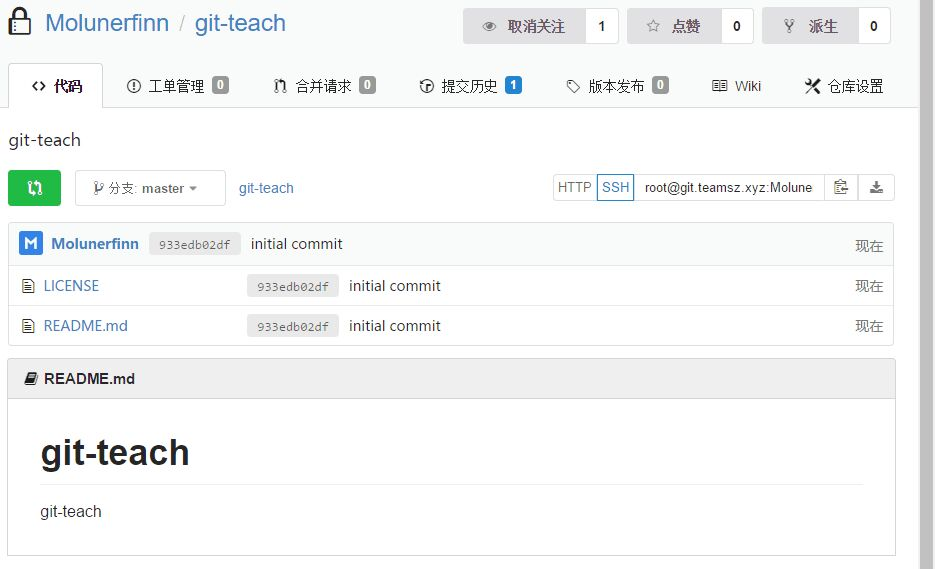 Molunerfinn / git-teach
取消关注 1 点赞 0 派生 0
代码 工单管理 0 合并请求 0 提交历史 1 版本发布 0 Wiki 仓库设置
git-teach
分支: master git-teach HTTP SSH root@git.teamsz.xyz:Molune
M Molunerfinn 933edb02df initial commit 现在
LICENSE 933edb02df initial commit 现在
README.md 933edb02df initial commit 现在
README.md
git-teach
git-teach